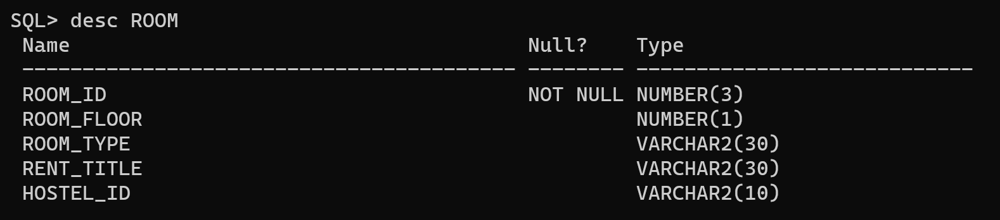 SQL> desc ROOM
Name Null? Type
----------------------------------------- -------- ----------------------------
ROOM_ID NOT NULL NUMBER(3)
ROOM_FLOOR NUMBER(1)
ROOM_TYPE VARCHAR2(30)
RENT_TITLE VARCHAR2(30)
HOSTEL_ID VARCHAR2(10)